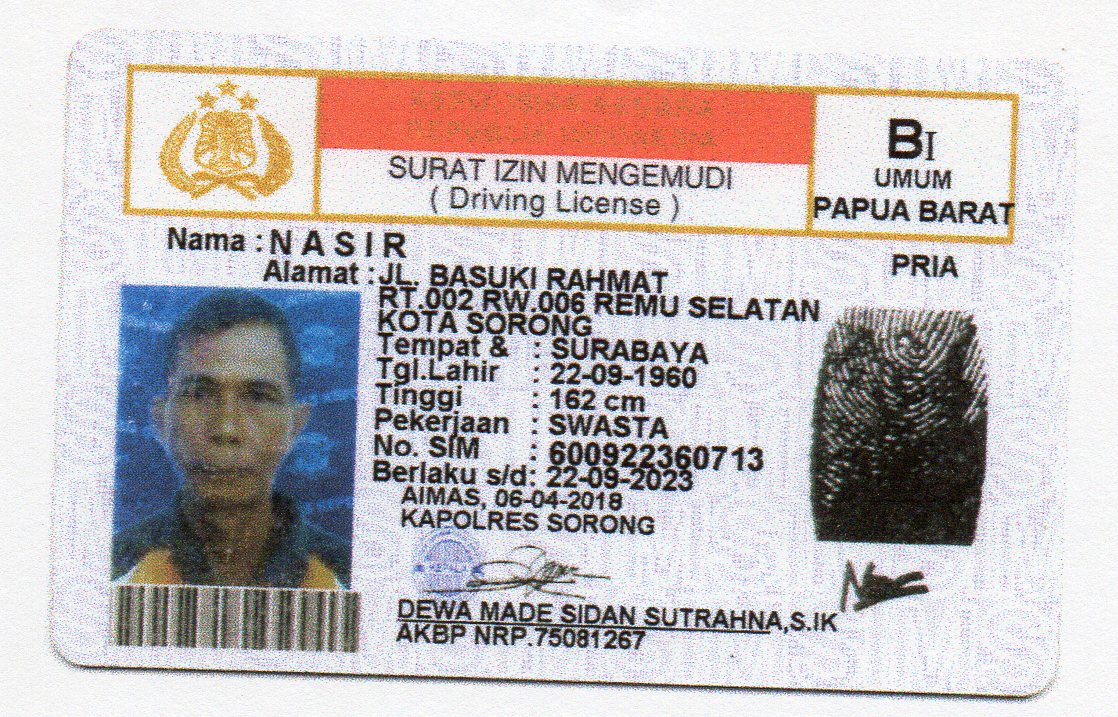 KEPOLISIAN NEGARA
REPUBLIK INDONESIA
SURAT IZIN MENGEMUDI
( Driving License )
BI
UMUM
PAPUA BARAT
PRIA
Nama : N A S I R
Alamat : JL. BASUKI RAHMAT
RT.002 RW.006 REMU SELATAN
KOTA SORONG
Tempat & : SURABAYA
Tgl.Lahir : 22-09-1960
Tinggi : 162 cm
Pekerjaan : SWASTA
No. SIM : 600922360713
Berlaku s/d: 22-09-2023
AIMAS, 06-04-2018
KAPOLRES SORONG
DEWA MADE SIDAN SUTRAHNA,S.IK
AKBP NRP.75081267